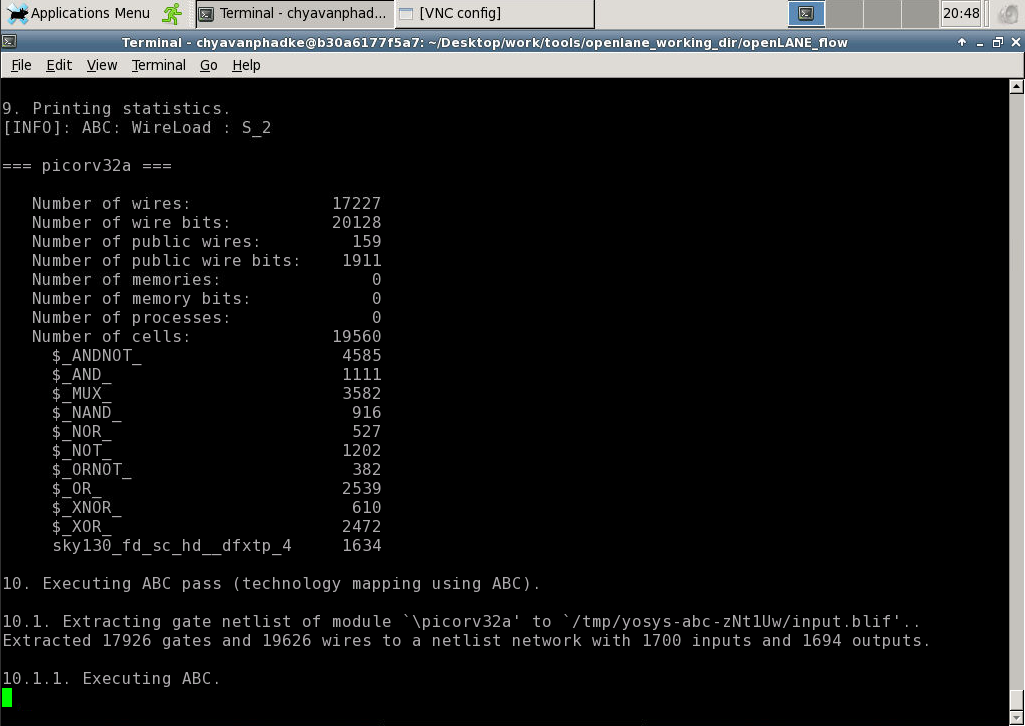 Applications Menu
Terminal - chyavanphad...
[VNC config]
20:48
Terminal - chyavanphadke@b30a6177f5a7: ~/Desktop/work/tools/openlane_working_dir/openLANE_flow
File Edit View Terminal Go Help
9. Printing statistics.
[INFO]: ABC: WireLoad : S_2
=== picorv32a ===
Number of wires: 17227
Number of wire bits: 20128
Number of public wires: 159
Number of public wire bits: 1911
Number of memories: 0
Number of memory bits: 0
Number of processes: 0
Number of cells: 19560
$_ANDNOT_ 4585
$_AND_ 1111
$_MUX_ 3582
$_NAND_ 916
$_NOR_ 527
$_NOT_ 1202
$_ORNOT_ 382
$_OR_ 2539
$_XNOR_ 610
$_XOR_ 2472
sky130_fd_sc_hd__dfxtp_4 1634
10. Executing ABC pass (technology mapping using ABC).
10.1. Extracting gate netlist of module `\picorv32a' to `/tmp/yosys-abc-zNt1Uw/input.blif'..
Extracted 17926 gates and 19626 wires to a netlist network with 1700 inputs and 1694 outputs.
10.1.1. Executing ABC.